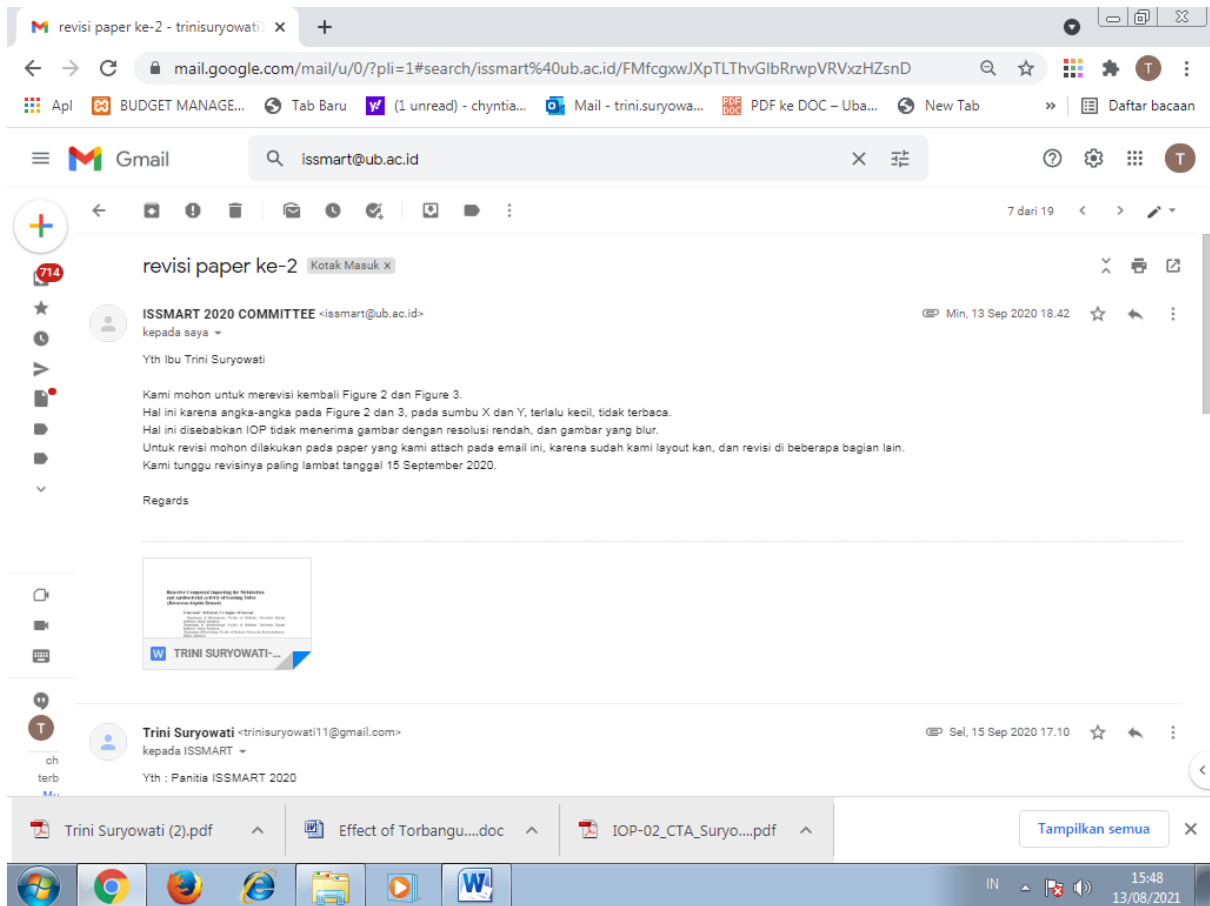 revisi paper ke-2 - trinisuryowati
mail.google.com/mail/u/0/?pli=1#search/issmart%40ub.ac.id/FMfcgxwJXpTLThvGlbRrwpVRVxzHZsnD
T
Apl
BUDGET MANAGE...
Tab Baru
(1 unread) - chyntia...
Mail - trini.suryowa...
PDF ke DOC – Uba...
New Tab
»
Daftar bacaan
Gmail
issmart@ub.ac.id
T
7 dari 19
714
revisi paper ke-2 Kotak Masuk x
ISSMART 2020 COMMITTEE <issmart@ub.ac.id>
Min, 13 Sep 2020 18.42
kepada saya
Yth Ibu Trini Suryowati
Kami mohon untuk merevisi kembali Figure 2 dan Figure 3.
Hal ini karena angka-angka pada Figure 2 dan 3, pada sumbu X dan Y, terlalu kecil, tidak terbaca.
Hal ini disebabkan IOP tidak menerima gambar dengan resolusi rendah, dan gambar yang blur.
Untuk revisi mohon dilakukan pada paper yang kami attach pada email ini, karena sudah kami layout kan, dan revisi di beberapa bagian lain.
Kami tunggu revisinya paling lambat tanggal 15 September 2020.
Regards
W TRINI SURYOWATI-...
T
Trini Suryowati <trinisuryowati11@gmail.com>
Sel, 15 Sep 2020 17.10
kepada ISSMART
ch
terb
Yth : Panitia ISSMART 2020
Trini Suryowati (2).pdf
Effect of Torbangu....doc
IOP-02_CTA_Suryo....pdf
Tampilkan semua
IN
15:48
13/08/2021